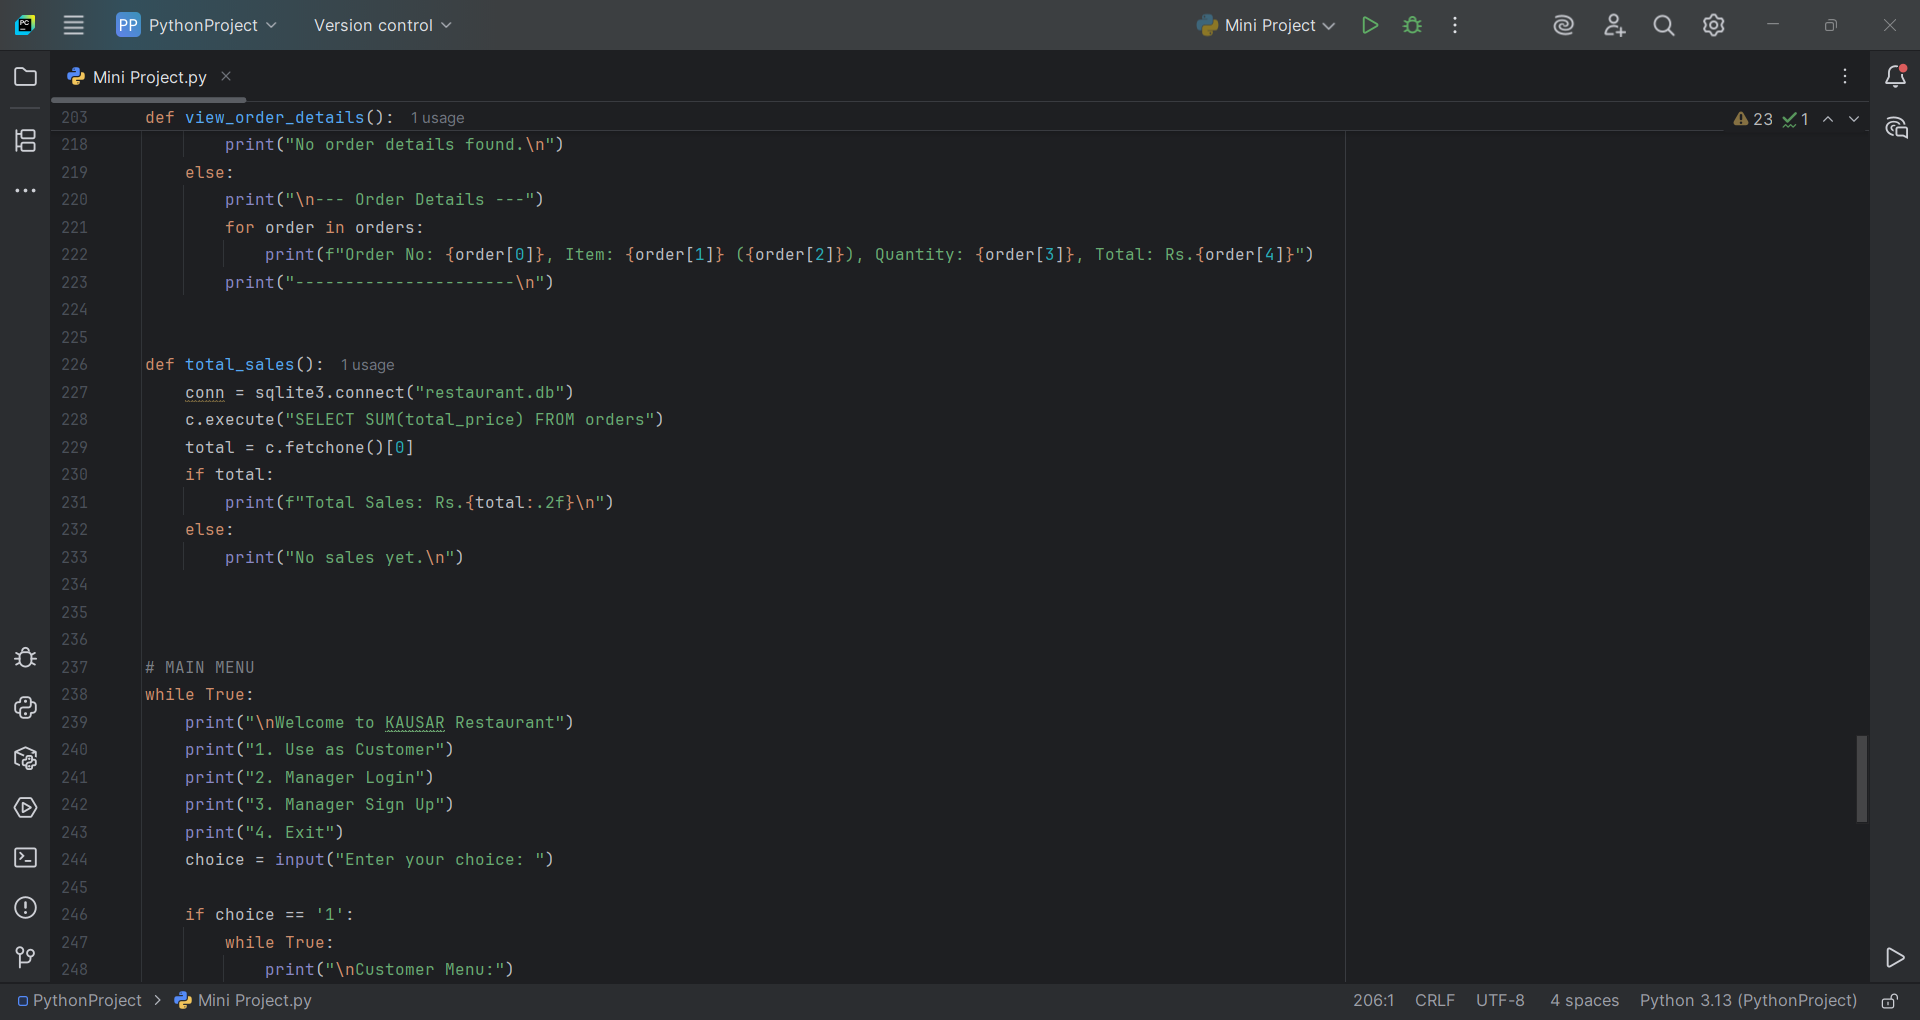 PP PythonProject Version control Mini Project
Mini Project.py
203 def view_order_details(): 1 usage 23 1
218 print("No order details found.\n")
219 else:
220 print("\n--- Order Details ---")
221 for order in orders:
222 print(f"Order No: {order[0]}, Item: {order[1]} ({order[2]}), Quantity: {order[3]}, Total: Rs.{order[4]}")
223 print("----------------------\n")
224
225
226 def total_sales(): 1 usage
227 conn = sqlite3.connect("restaurant.db")
228 c.execute("SELECT SUM(total_price) FROM orders")
229 total = c.fetchone()[0]
230 if total:
231 print(f"Total Sales: Rs.{total:.2f}\n")
232 else:
233 print("No sales yet.\n")
234
235
236
237 # MAIN MENU
238 while True:
239 print("\nWelcome to KAUSAR Restaurant")
240 print("1. Use as Customer")
241 print("2. Manager Login")
242 print("3. Manager Sign Up")
243 print("4. Exit")
244 choice = input("Enter your choice: ")
245
246 if choice == '1':
247 while True:
248 print("\nCustomer Menu:")
PythonProject > Mini Project.py 206:1 CRLF UTF-8 4 spaces Python 3.13 (PythonProject)